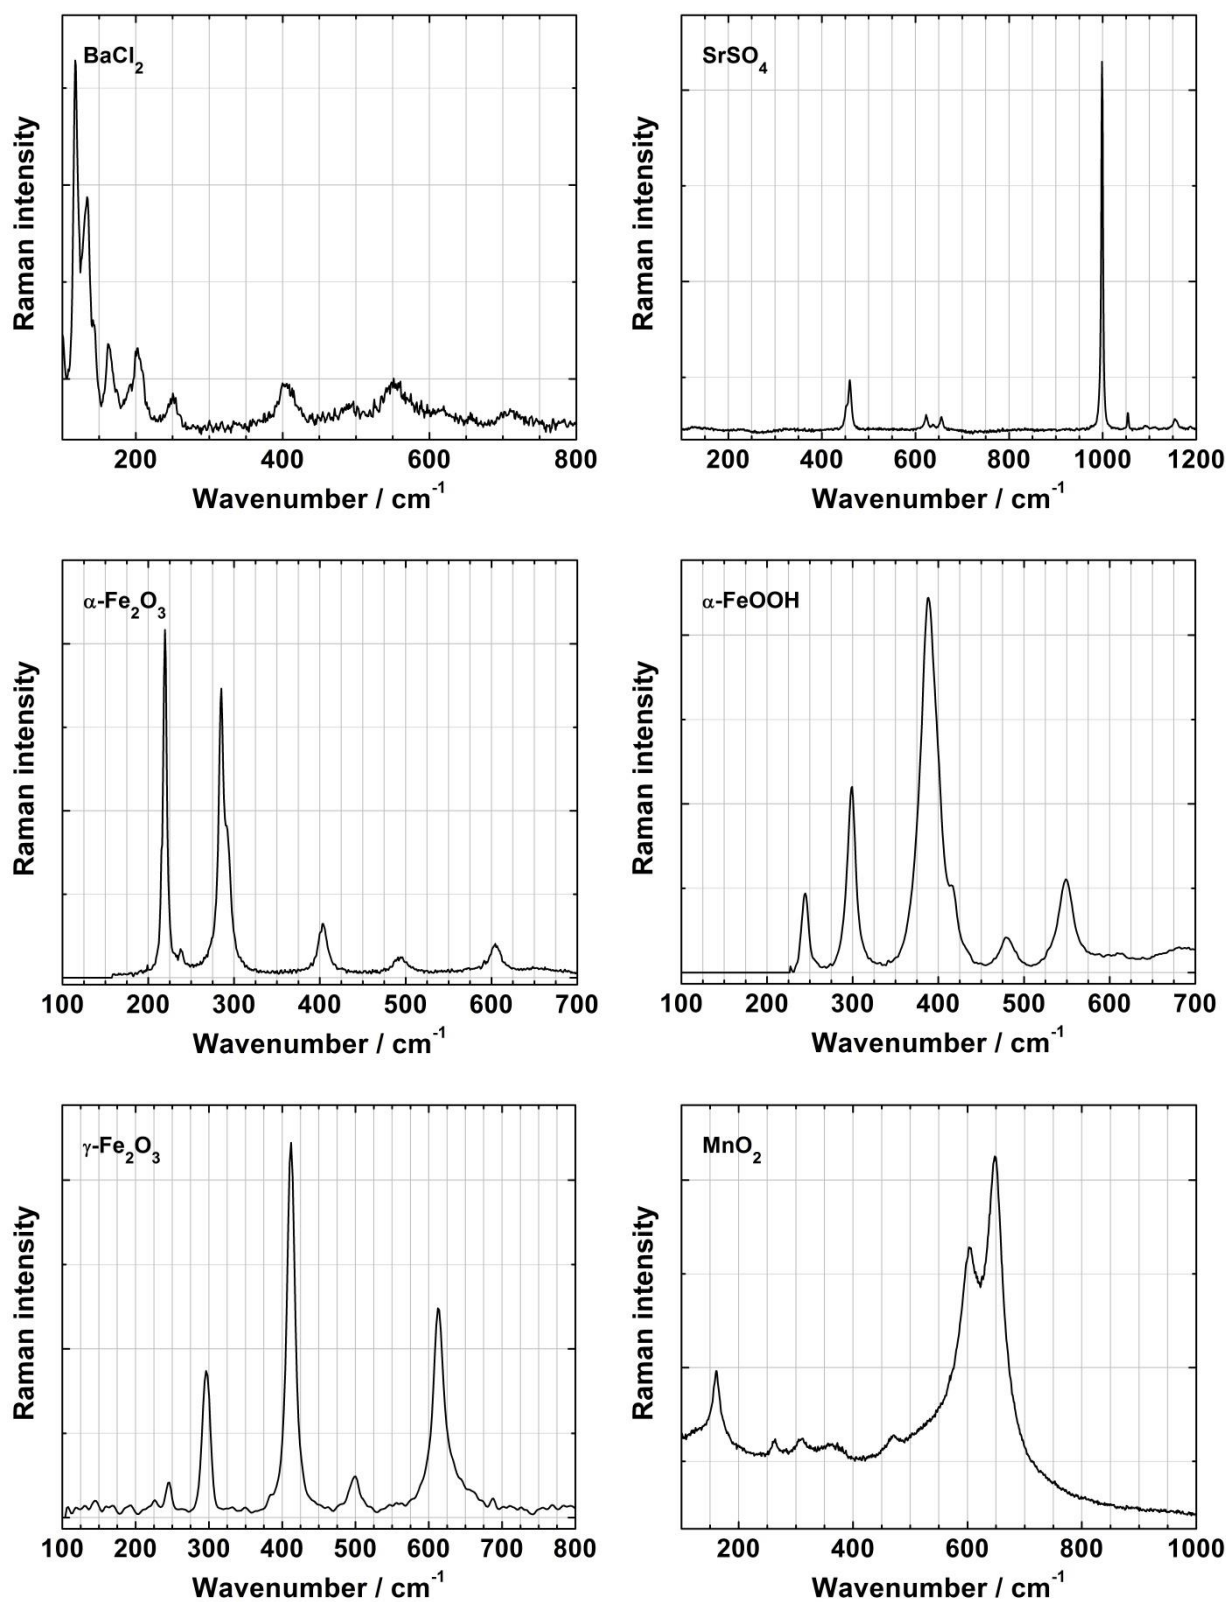 BaCl2
Raman intensity
200 400 600 800
Wavenumber / cm-1
SrSO4
Raman intensity
200 400 600 800 1000 1200
Wavenumber / cm-1
α-Fe2O3
Raman intensity
100 200 300 400 500 600 700
Wavenumber / cm-1
α-FeOOH
Raman intensity
100 200 300 400 500 600 700
Wavenumber / cm-1
γ-Fe2O3
Raman intensity
100 200 300 400 500 600 700 800
Wavenumber / cm-1
MnO2
Raman intensity
200 400 600 800 1000
Wavenumber / cm-1